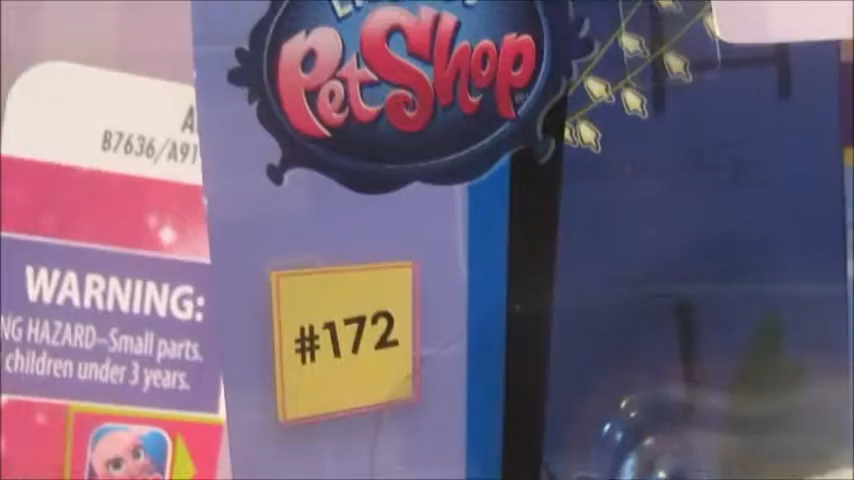 PetShop
A
B7636/A91
WARNING:
NG HAZARD–Small parts.
children under 3 years.
#172